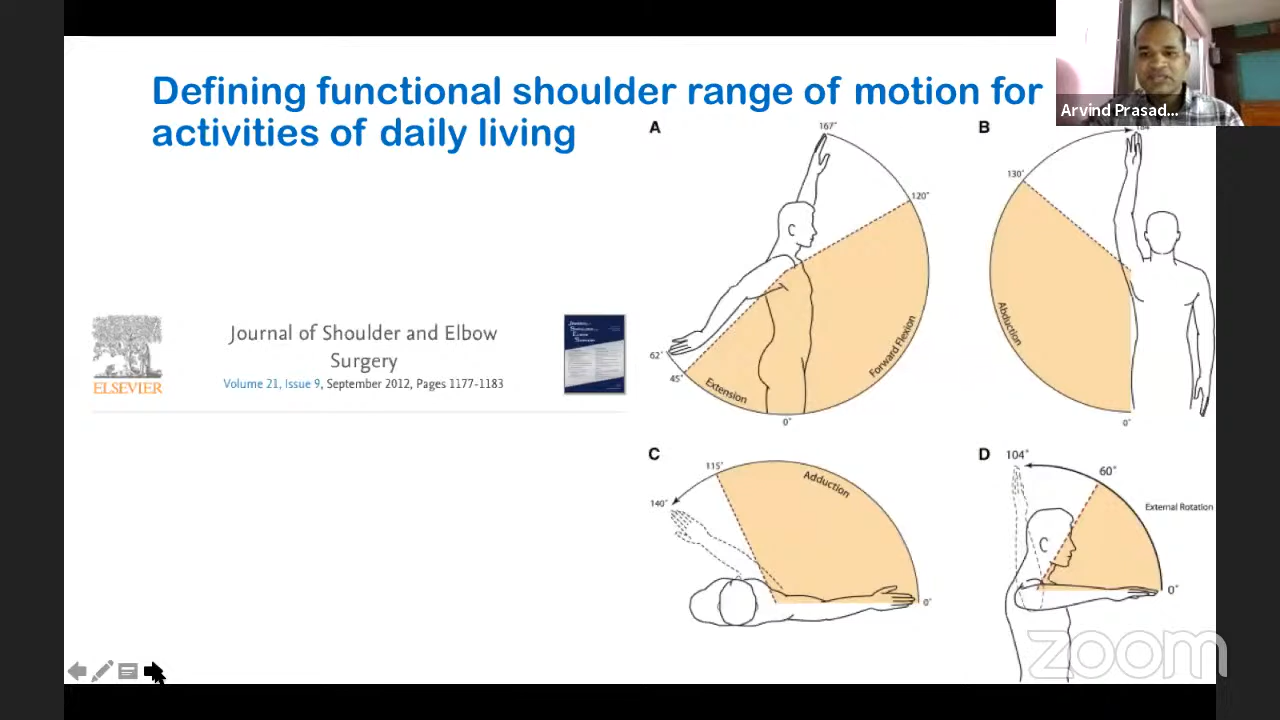 Defining functional shoulder range of motion for
activities of daily living
Arvind Prasad...
ELSEVIER
Journal of Shoulder and Elbow
Surgery
Volume 21, Issue 9, September 2012, Pages 1177-1183
A
167°
120°
62°
45°
0°
Extension
Forward Flexion
B
184°
130°
Abduction
0°
C
115°
140°
Adduction
0°
D
104°
60°
External Rotation
0°
zoom